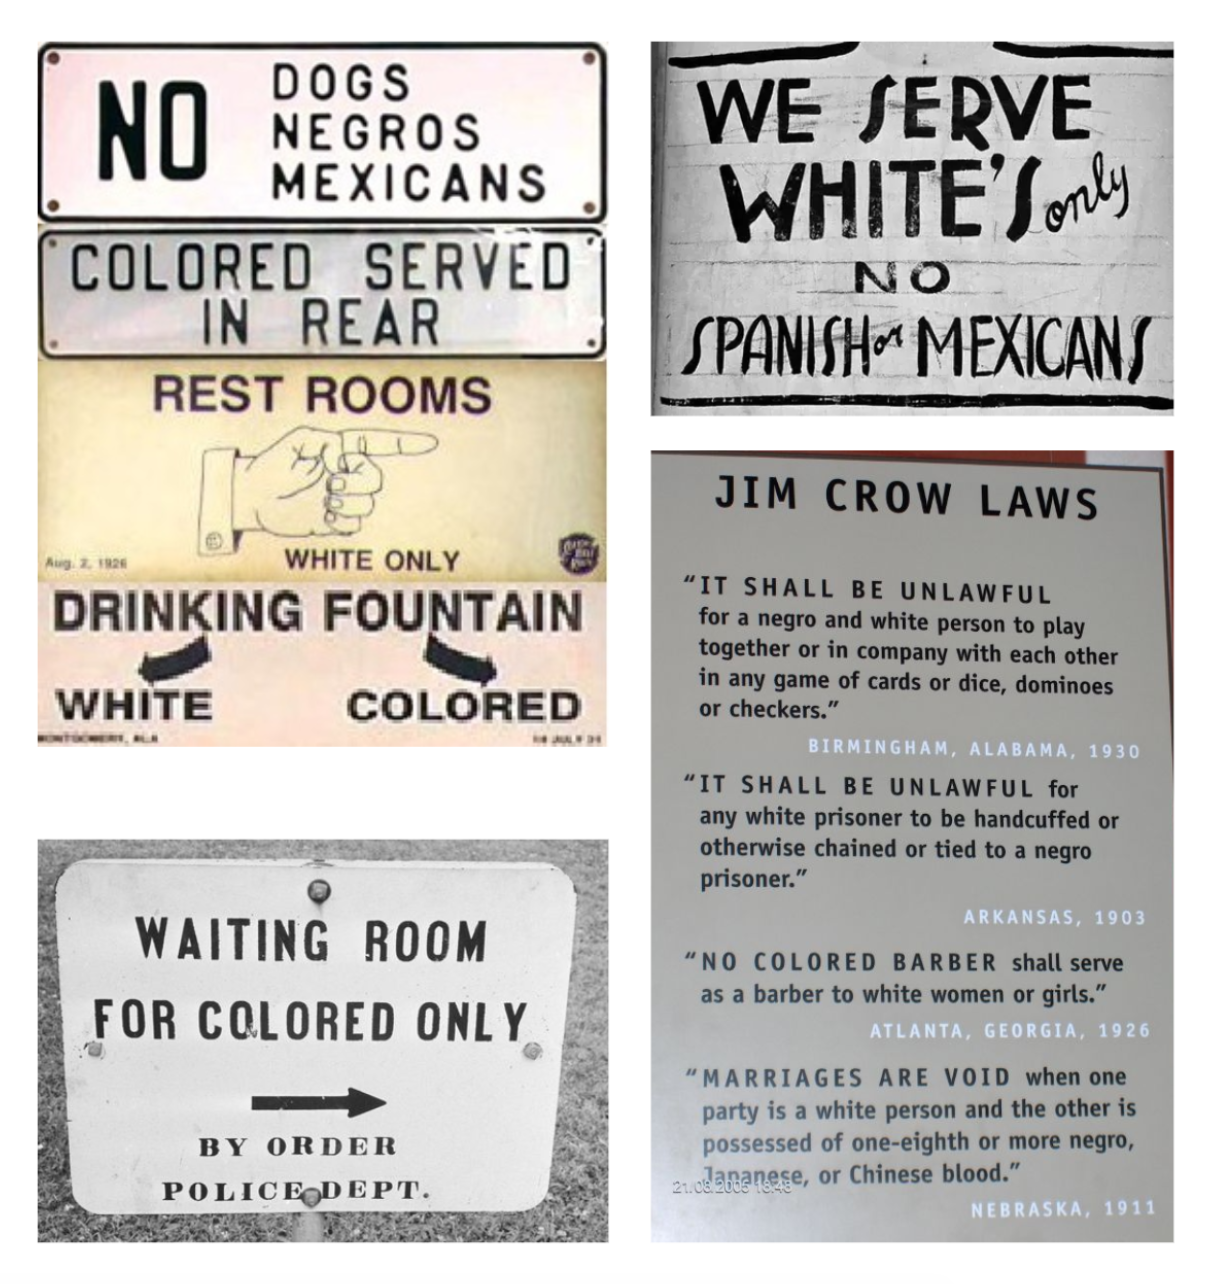 NO DOGS
NEGROS
MEXICANS
COLORED SERVED
IN REAR
REST ROOMS
Aug. 2, 1926
WHITE ONLY
DRINKING FOUNTAIN
WHITE COLORED
MONTGOMERY, ALA
WAITING ROOM
FOR COLORED ONLY
BY ORDER
POLICE DEPT.
WE SERVE
WHITE'S only
NO
SPANISH or MEXICANS
JIM CROW LAWS
“IT SHALL BE UNLAWFUL
for a negro and white person to play
together or in company with each other
in any game of cards or dice, dominoes
or checkers.”
BIRMINGHAM, ALABAMA, 1930
“IT SHALL BE UNLAWFUL for
any white prisoner to be handcuffed or
otherwise chained or tied to a negro
prisoner.”
ARKANSAS, 1903
“NO COLORED BARBER shall serve
as a barber to white women or girls.”
ATLANTA, GEORGIA, 1926
“MARRIAGES ARE VOID when one
party is a white person and the other is
possessed of one-eighth or more negro,
Japanese, or Chinese blood.”
NEBRASKA, 1911